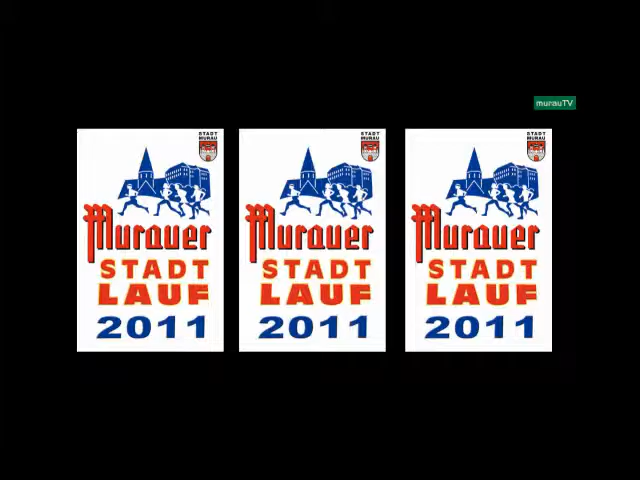 murauTV
STADT
MURAU
Murauer
STADT
LAUF
2011
STADT
MURAU
Murauer
STADT
LAUF
2011
STADT
MURAU
Murauer
STADT
LAUF
2011